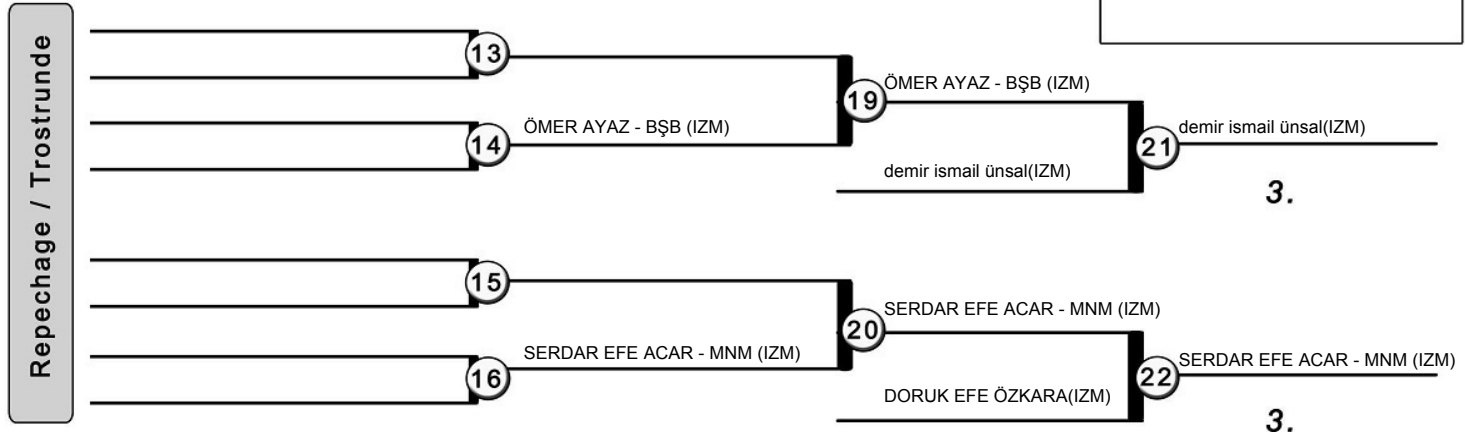 Repechage / Trostrunde
13
14
ÖMER AYAZ - BŞB (IZM)
19
ÖMER AYAZ - BŞB (IZM)
demir ismail ünsal(IZM)
21
demir ismail ünsal(IZM)
3.
15
16
SERDAR EFE ACAR - MNM (IZM)
20
SERDAR EFE ACAR - MNM (IZM)
DORUK EFE ÖZKARA(IZM)
22
SERDAR EFE ACAR - MNM (IZM)
3.